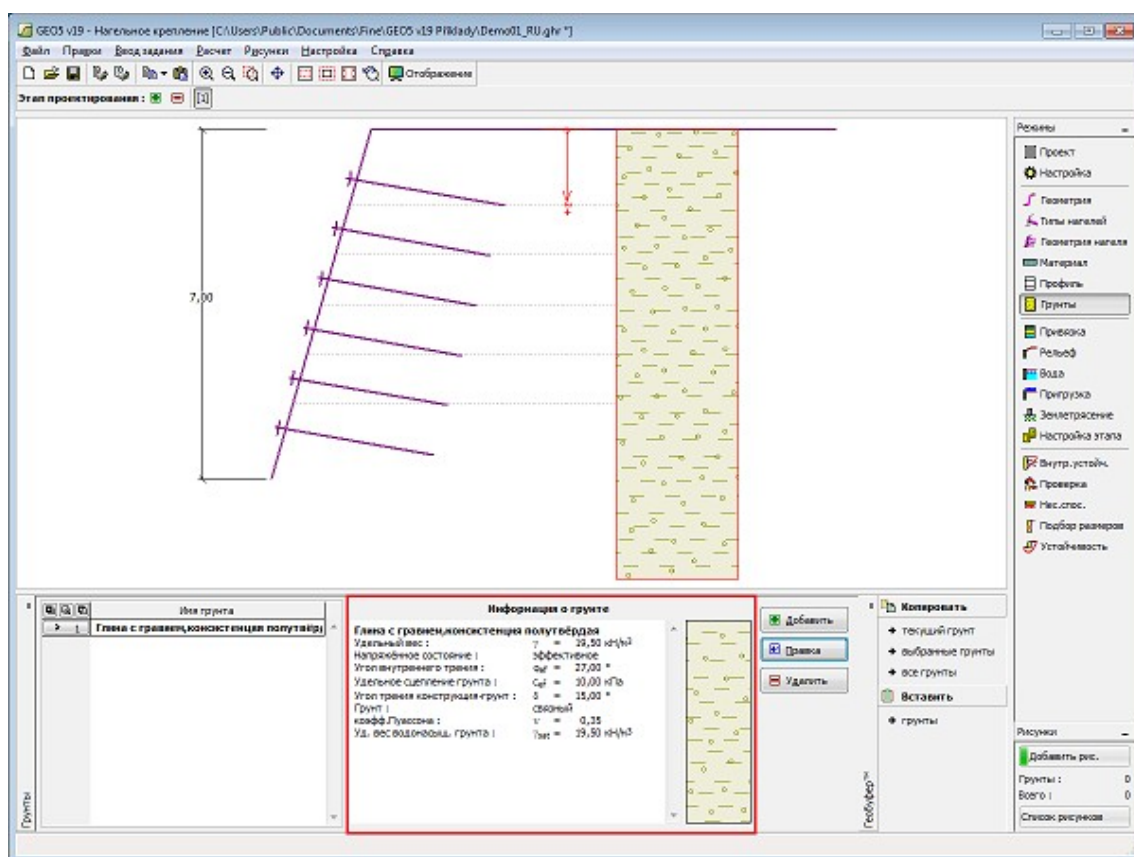 GEO5 v19 - Нагельное крепление [C:\Users\Public\Documents\Fine\GEO5 v19 Příklady\Demo01_RU.ghr *]
Файл Правки Ввод задания Расчет Рисунки Настройка Справка
Отображение
Этап проектирования : [1]
7,00
Режимы
Проект
Настройка
Геометрия
Типы нагелей
Геометрия нагеля
Материал
Профиль
Грунты
Привязка
Рельеф
Вода
Пригрузка
Землетрясение
Настройка этапа
Внутр.устойч.
Проверка
Нес.спос.
Подбор размеров
Устойчивость
Имя грунта
> 1 Глина с гравием,консистенция полутвёрд
Информация о грунте
Глина с гравием,консистенция полутвёрдая
Удельный вес : γ = 19,50 кН/м³
Напряжённое состояние : эффективное
Угол внутреннего трения : φef = 27,00 °
Удельное сцепление грунта : cef = 10,00 кПа
Угол трения конструкция-грунт : δ = 15,00 °
Грунт : связный
коэфф.Пуассона : ν = 0,35
Уд. вес водонасыщ. грунта : γsat = 19,50 кН/м³
Добавить
Правка
Удалить
Копировать
текущий грунт
выбранные грунты
все грунты
Вставить
грунты
Рисунки
Добавить рис.
Грунты : 0
Всего : 0
Список рисунков
Грунты
Геобуфер™